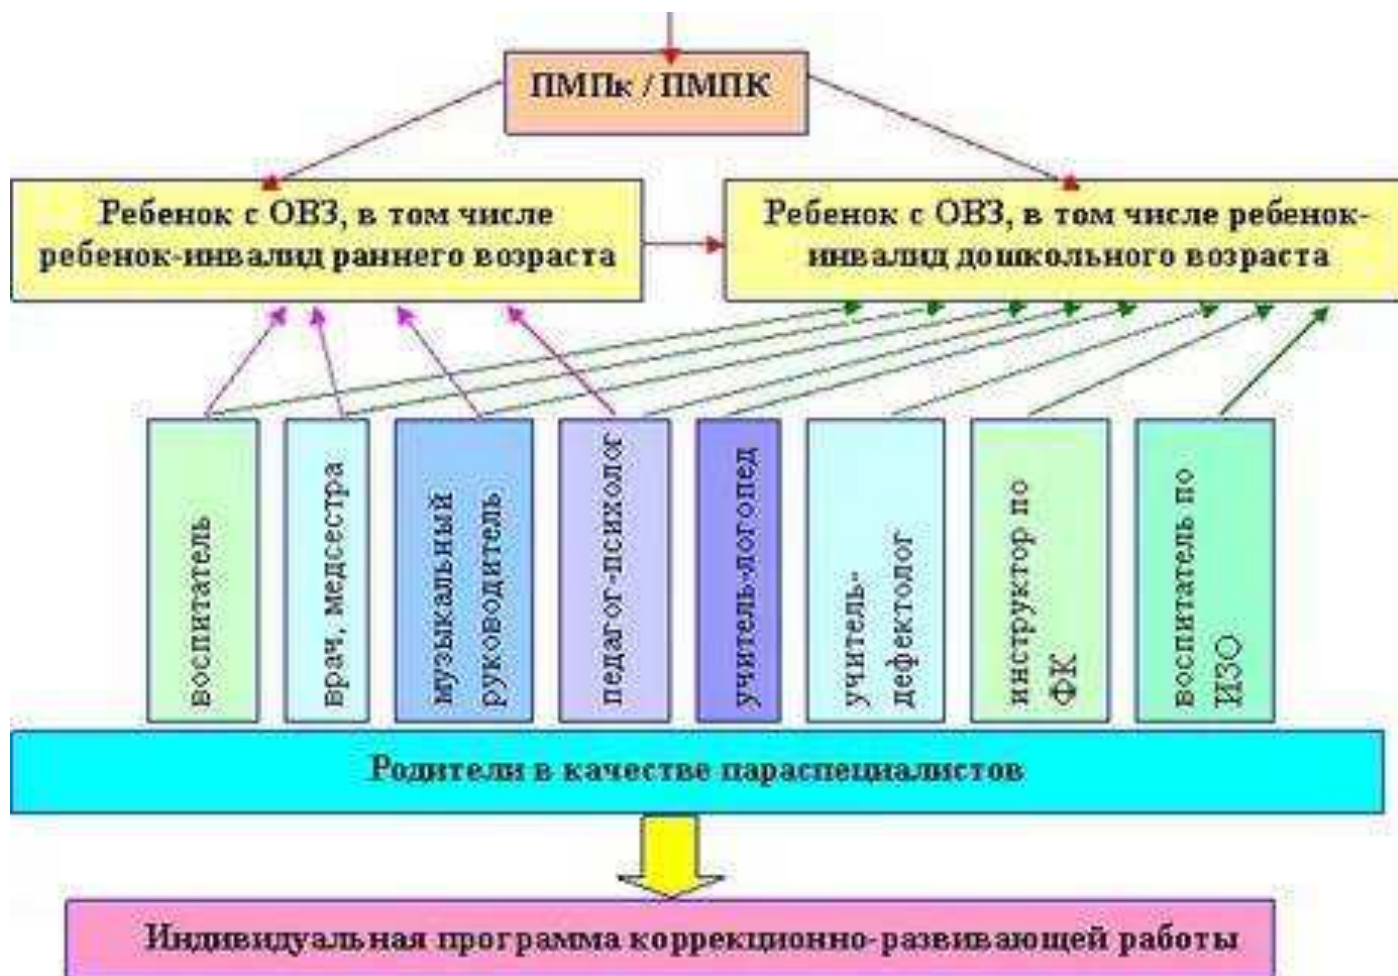 ПМПк / ПМПК
Ребенок с ОВЗ, в том числе
ребенок-инвалид раннего возраста
Ребенок с ОВЗ, в том числе ребенок-
инвалид дошкольного возраста
воспитатель
врач, медсестра
музыкальный
руководитель
педагог-психолог
учитель-логопед
учитель-
дефектолог
инструктор по
ФК
воспитатель по
ИЗО
Родители в качестве параспециалистов
Индивидуальная программа коррекционно-развивающей работы